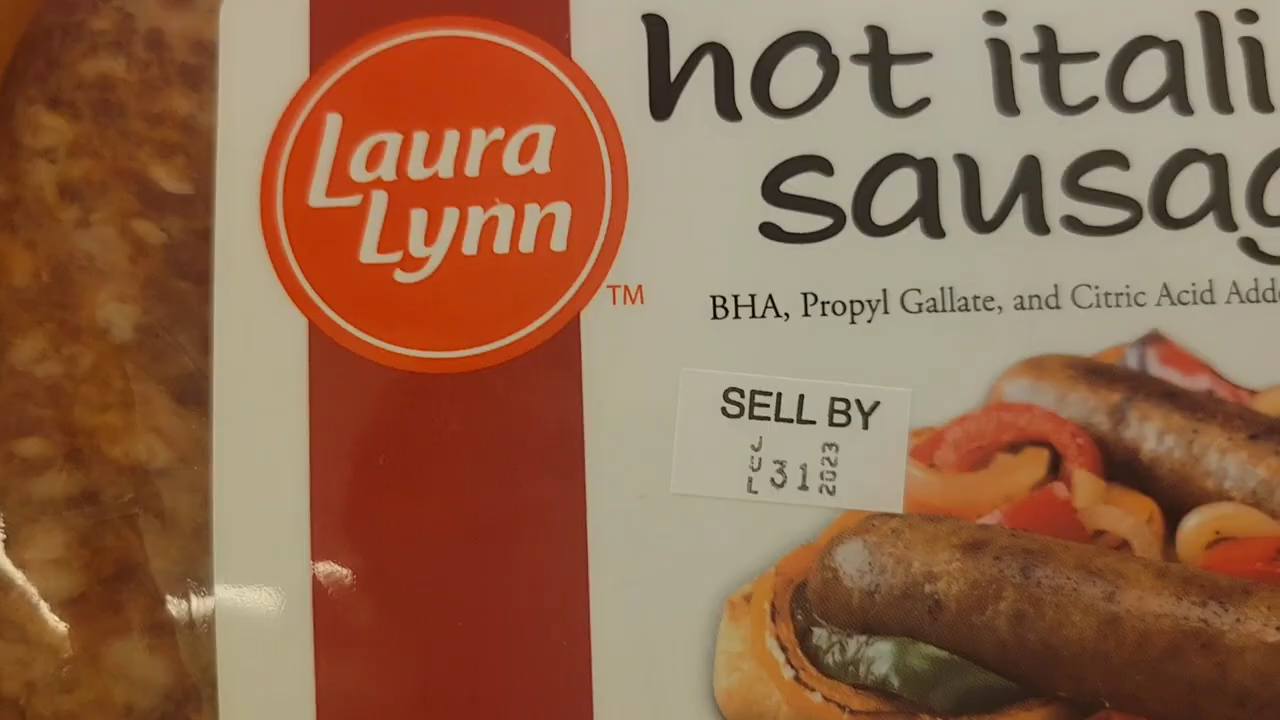 Laura
Lynn
TM
hot itali
sausag
BHA, Propyl Gallate, and Citric Acid Adde
SELL BY
JUL 31 2023